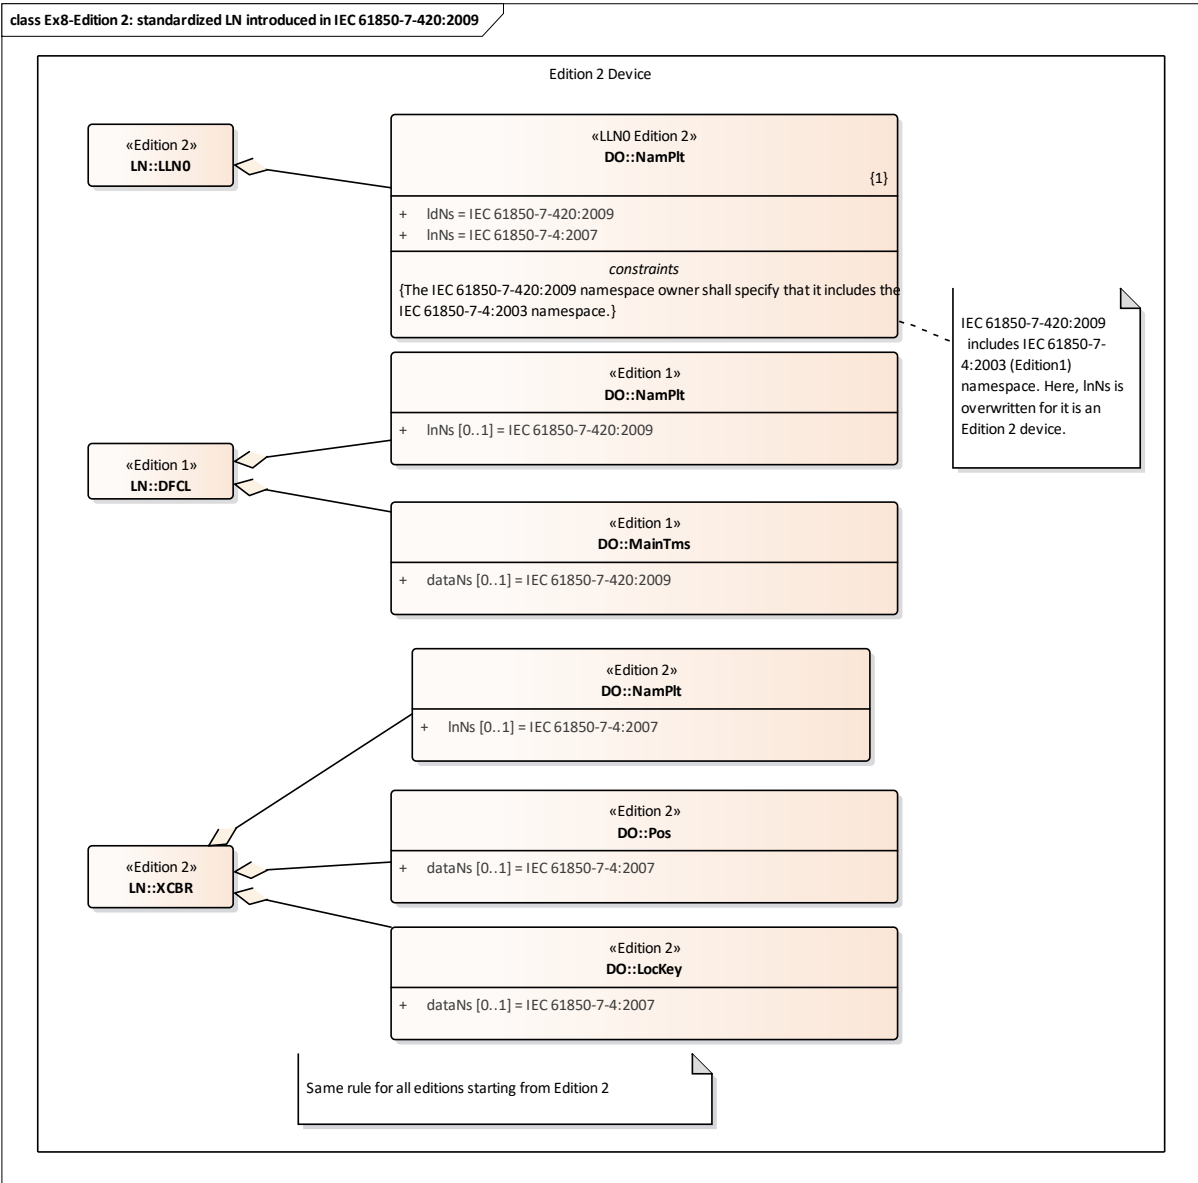 class Ex8-Edition 2: standardized LN introduced in IEC 61850-7-420:2009
Edition 2 Device
«Edition 2»
LN::LLN0
«LLN0 Edition 2»
DO::NamPlt
{1}
+ ldNs = IEC 61850-7-420:2009
+ lnNs = IEC 61850-7-4:2007
constraints
{The IEC 61850-7-420:2009 namespace owner shall specify that it includes the
IEC 61850-7-4:2003 namespace.}
IEC 61850-7-420:2009
includes IEC 61850-7-
4:2003 (Edition1)
namespace. Here, lnNs is
overwritten for it is an
Edition 2 device.
«Edition 1»
LN::DFCL
«Edition 1»
DO::NamPlt
+ lnNs [0..1] = IEC 61850-7-420:2009
«Edition 1»
DO::MainTms
+ dataNs [0..1] = IEC 61850-7-420:2009
«Edition 2»
DO::NamPlt
+ lnNs [0..1] = IEC 61850-7-4:2007
«Edition 2»
LN::XCBR
«Edition 2»
DO::Pos
+ dataNs [0..1] = IEC 61850-7-4:2007
«Edition 2»
DO::LocKey
+ dataNs [0..1] = IEC 61850-7-4:2007
Same rule for all editions starting from Edition 2